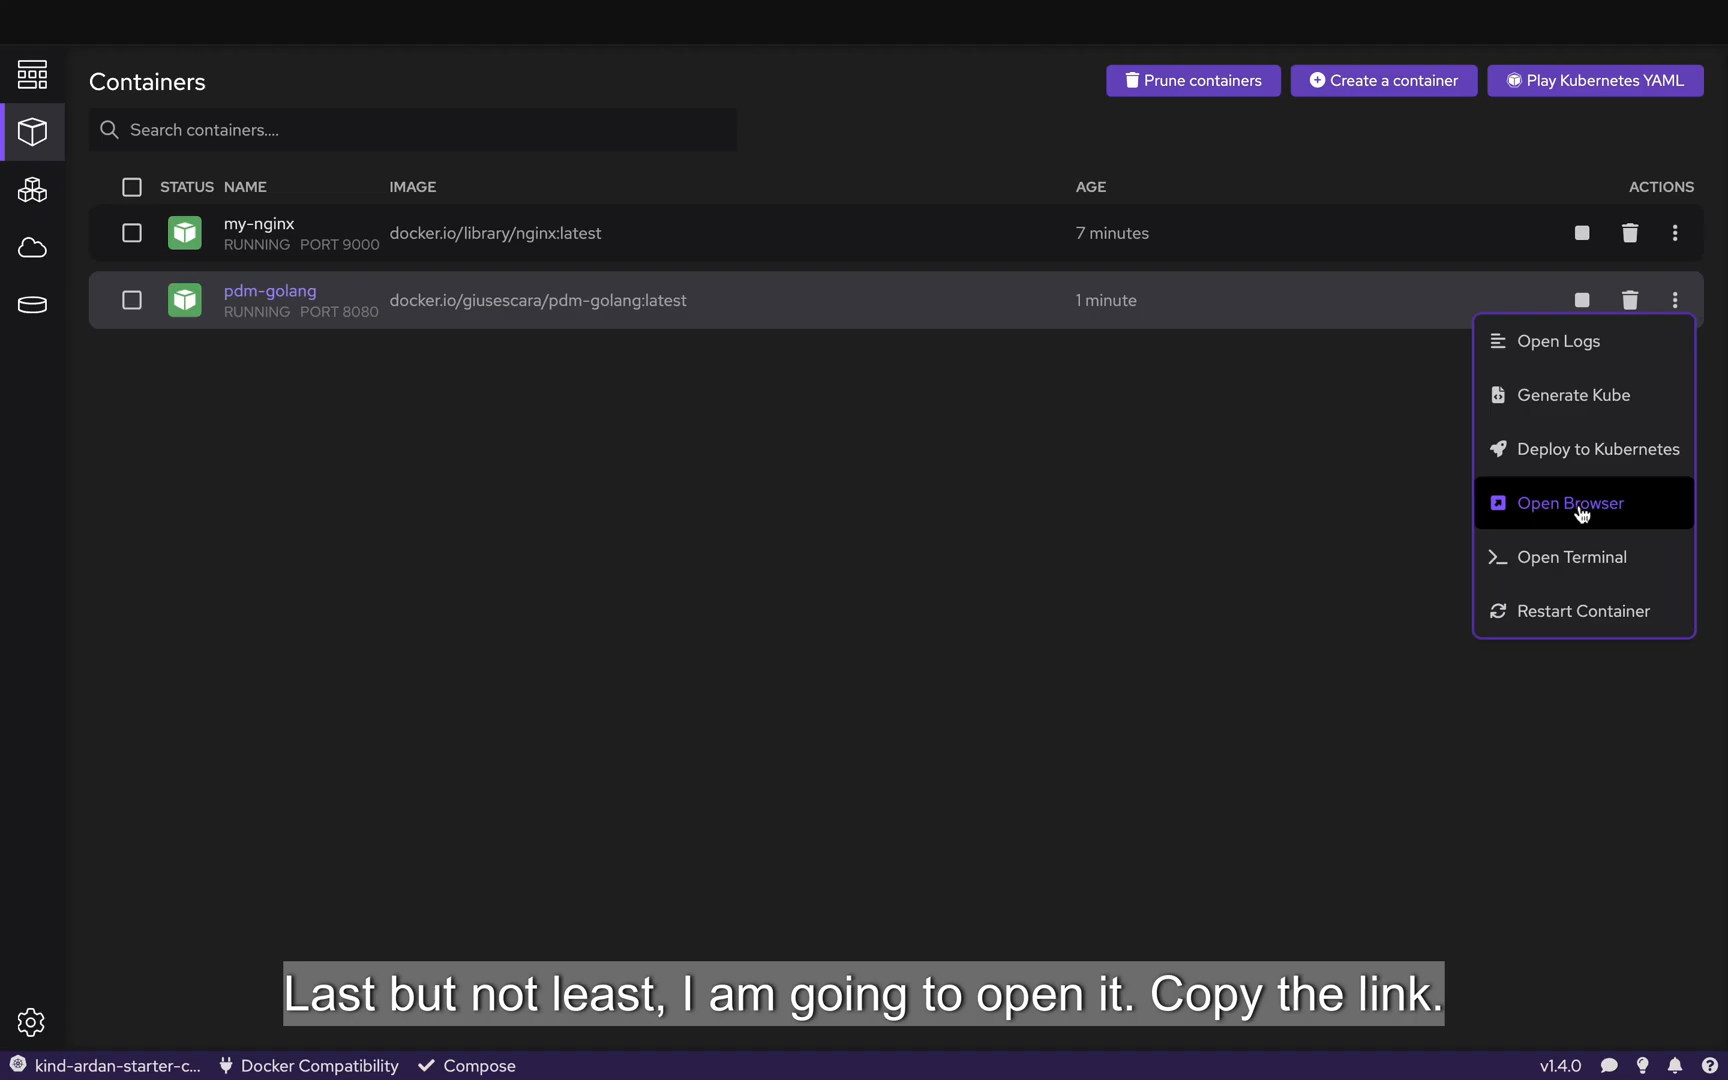 Containers
Prune containers
Create a container
Play Kubernetes YAML
Search containers....
STATUS NAME IMAGE AGE ACTIONS
my-nginx
RUNNING PORT 9000
docker.io/library/nginx:latest
7 minutes
pdm-golang
RUNNING PORT 8080
docker.io/giusescara/pdm-golang:latest
1 minute
Open Logs
Generate Kube
Deploy to Kubernetes
Open Browser
Open Terminal
Restart Container
Last but not least, I am going to open it. Copy the link.
kind-ardan-starter-c... Docker Compatibility Compose v1.4.0